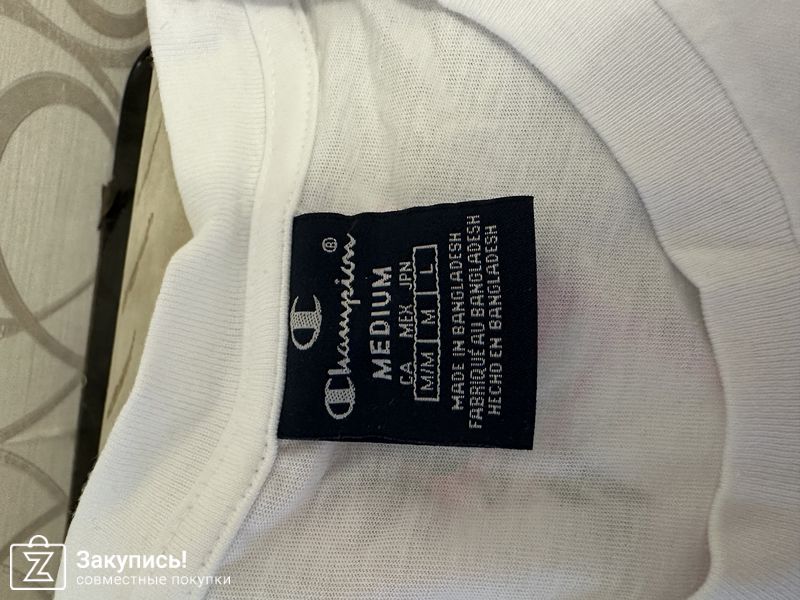 Champion®
MEDIUM
CA MEX JPN
M/M M L
MADE IN BANGLADESH
FABRIQUÉ AU BANGLADESH
HECHO EN BANGLADESH
Закупись!
совместные покупки